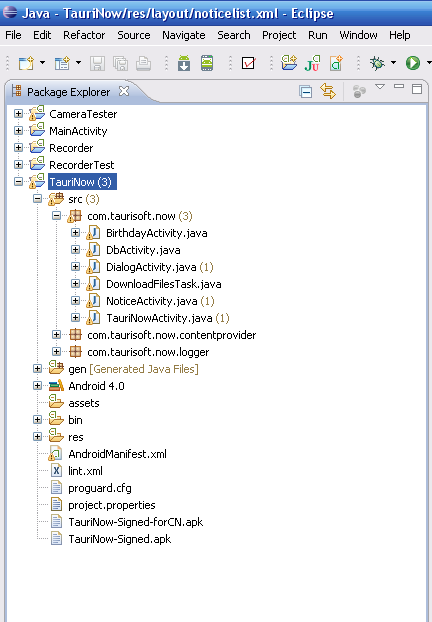 Java - TauriNow/res/layout/noticelist.xml - Eclipse
File Edit Refactor Source Navigate Search Project Run Window Help
Package Explorer
CameraTester
MainActivity
Recorder
RecorderTest
TauriNow (3)
src (3)
com.taurisoft.now (3)
BirthdayActivity.java
DbActivity.java
DialogActivity.java (1)
DownloadFilesTask.java
NoticeActivity.java (1)
TauriNowActivity.java (1)
com.taurisoft.now.contentprovider
com.taurisoft.now.logger
gen [Generated Java Files]
Android 4.0
assets
bin
res
AndroidManifest.xml
lint.xml
proguard.cfg
project.properties
TauriNow-Signed-forCN.apk
TauriNow-Signed.apk